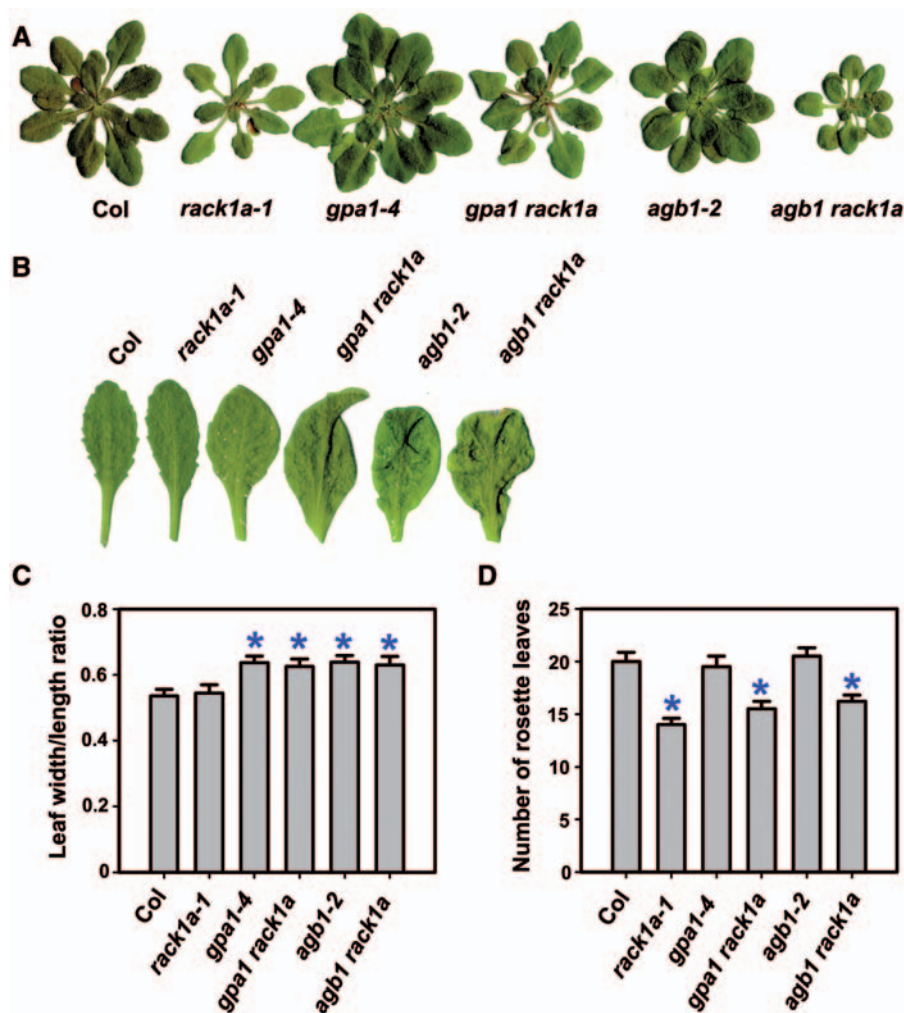 A
Col
rack1a-1
gpa1-4
gpa1 rack1a
agb1-2
agb1 rack1a
B
Col
rack1a-1
gpa1-4
gpa1 rack1a
agb1-2
agb1 rack1a
C
Leaf width/length ratio
0.8
0.6
0.4
0.2
0
* * * *
Col
rack1a-1
gpa1-4
gpa1 rack1a
agb1-2
agb1 rack1a
D
Number of rosette leaves
25
20
15
10
5
0
* * *
Col
rack1a-1
gpa1-4
gpa1 rack1a
agb1-2
agb1 rack1a